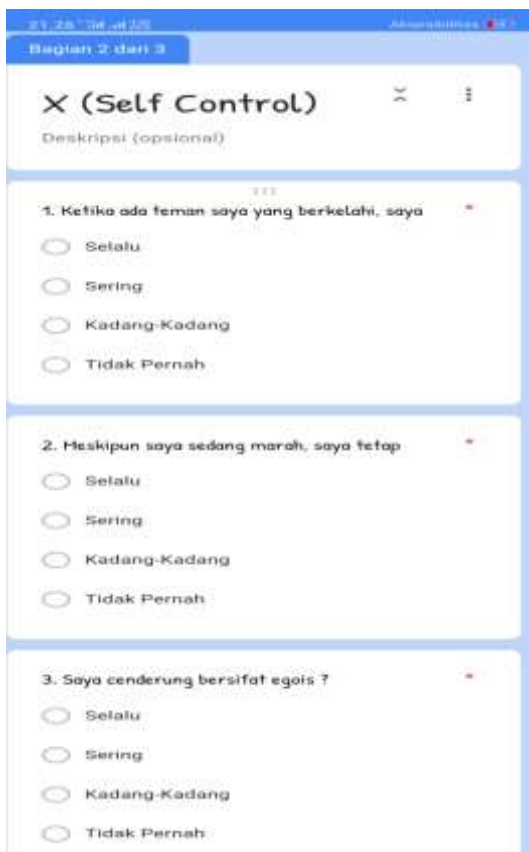 Bagian 2 dari 3
X (Self Control)
Deskripsi (opsional)
1. Ketika ada teman saya yang berkelahi, saya *
Selalu
Sering
Kadang-Kadang
Tidak Pernah
2. Meskipun saya sedang marah, saya tetap *
Selalu
Sering
Kadang-Kadang
Tidak Pernah
3. Saya cenderung bersifat egois ? *
Selalu
Sering
Kadang-Kadang
Tidak Pernah